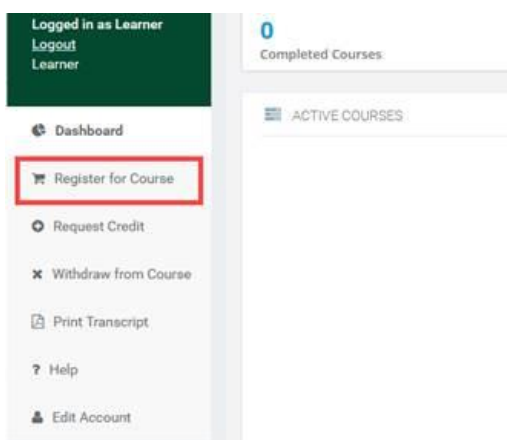 Logged in as Learner
Logout
Learner
0
Completed Courses
ACTIVE COURSES
Dashboard
Register for Course
Request Credit
Withdraw from Course
Print Transcript
? Help
Edit Account